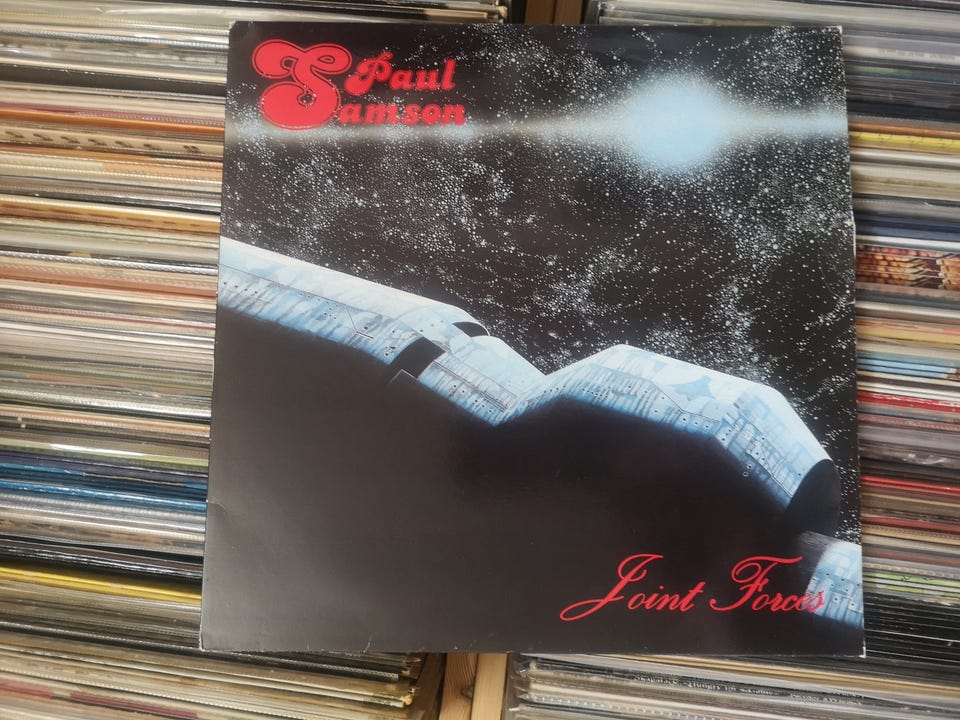 Paul
Samson
Joint Forces